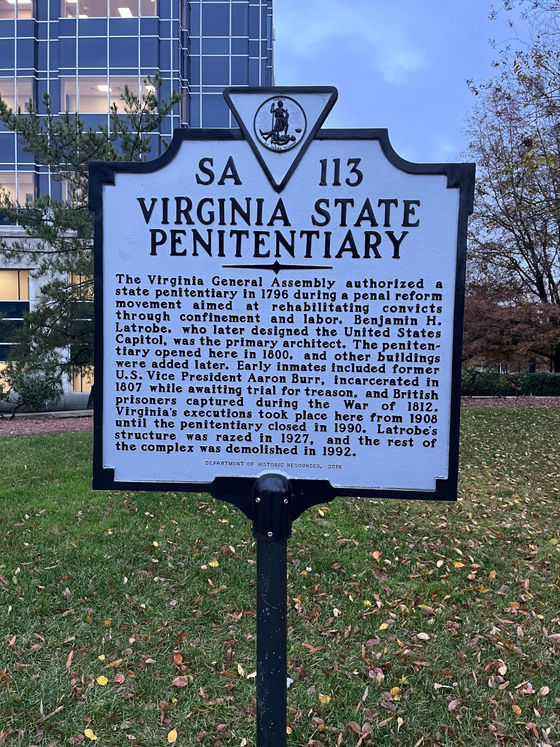 SA 113
VIRGINIA STATE
PENITENTIARY
The Virginia General Assembly authorized a
state penitentiary in 1796 during a penal reform
movement aimed at rehabilitating convicts
through confinement and labor. Benjamin H.
Latrobe, who later designed the United States
Capitol, was the primary architect. The peniten-
tiary opened here in 1800, and other buildings
were added later. Early inmates included former
U.S. Vice President Aaron Burr, incarcerated in
1807 while awaiting trial for treason, and British
prisoners captured during the War of 1812.
Virginia's executions took place here from 1908
until the penitentiary closed in 1990. Latrobe's
structure was razed in 1927, and the rest of
the complex was demolished in 1992.
DEPARTMENT OF HISTORIC RESOURCES, 2016